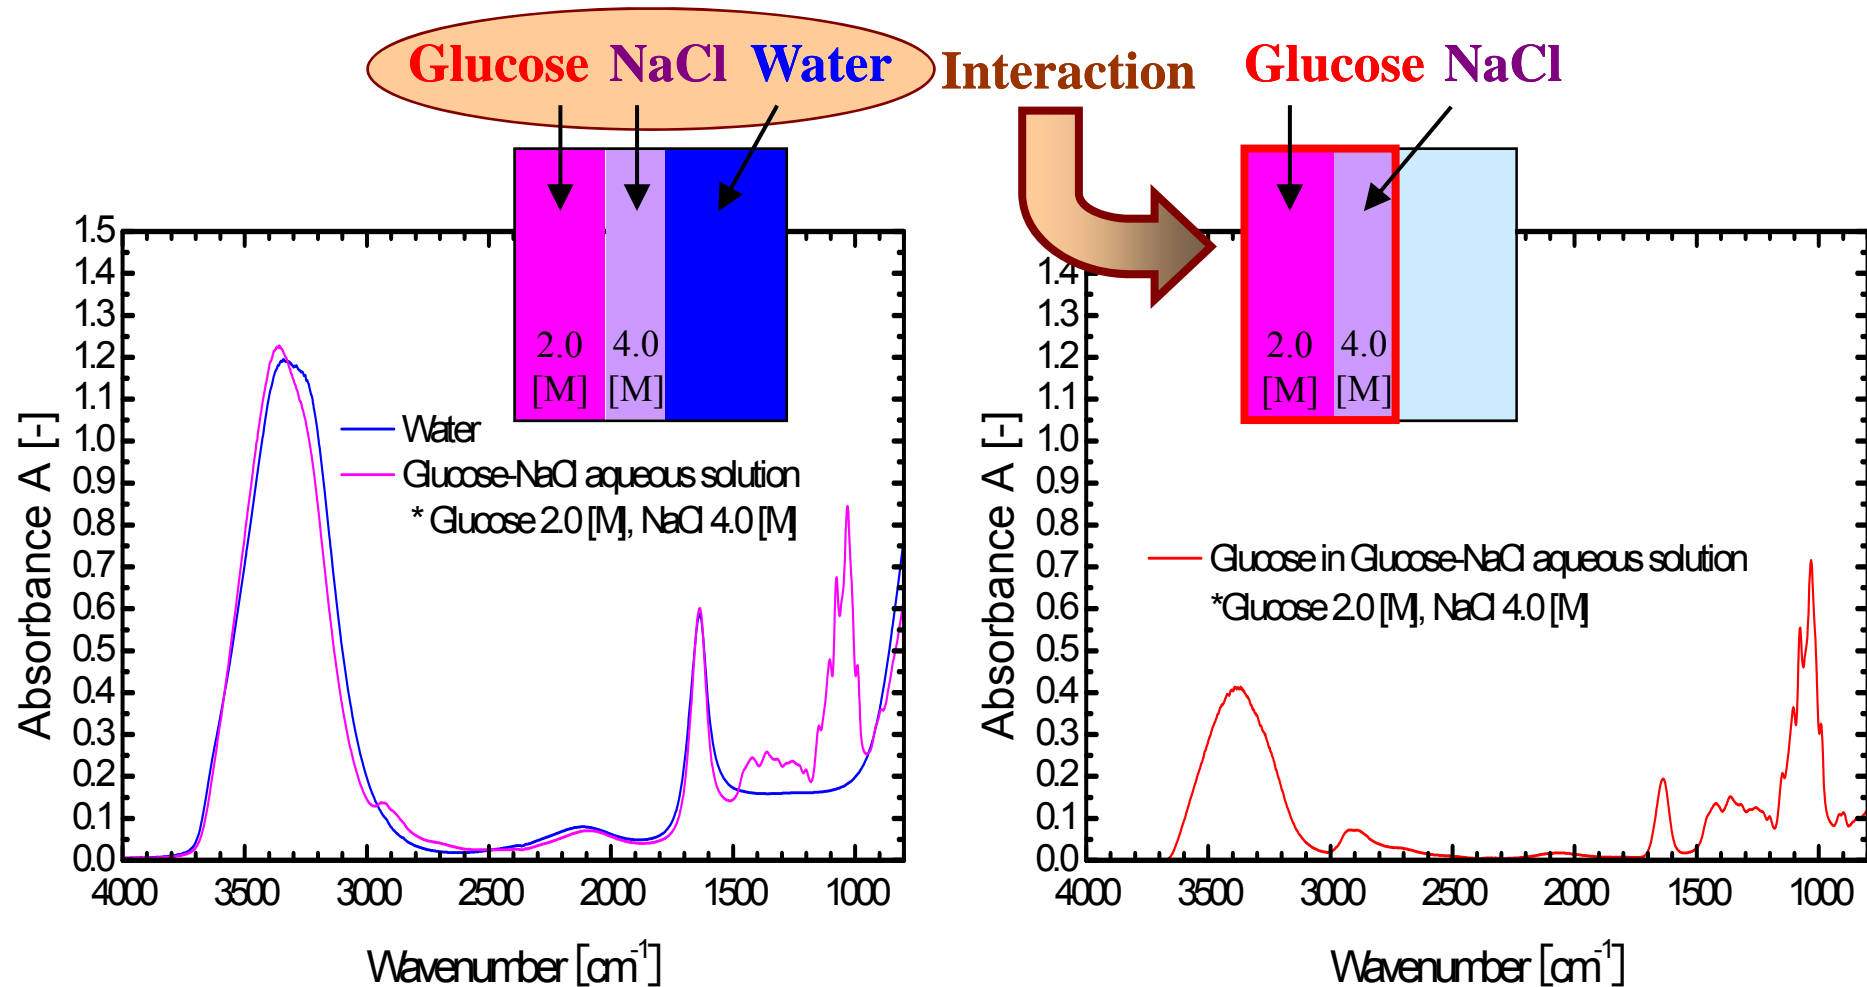 Glucose NaCl Water Interaction Glucose NaCl
2.0 4.0
[M] [M]
2.0 4.0
[M] [M]
1.5
1.4
1.3
1.2
1.1
1.0
0.9
0.8
0.7
0.6
0.5
0.4
0.3
0.2
0.1
0.0
Absorbance A [-]
Water
Glucose-NaCl aqueous solution
* Glucose 2.0 [M], NaCl 4.0 [M]
4000 3500 3000 2500 2000 1500 1000
Wavenumber [cm⁻¹]
1.4
1.3
1.2
1.1
1.0
0.9
0.8
0.7
0.6
0.5
0.4
0.3
0.2
0.1
0.0
Absorbance A [-]
Glucose in Glucose-NaCl aqueous solution
*Glucose 2.0 [M], NaCl 4.0 [M]
4000 3500 3000 2500 2000 1500 1000
Wavenumber [cm⁻¹]